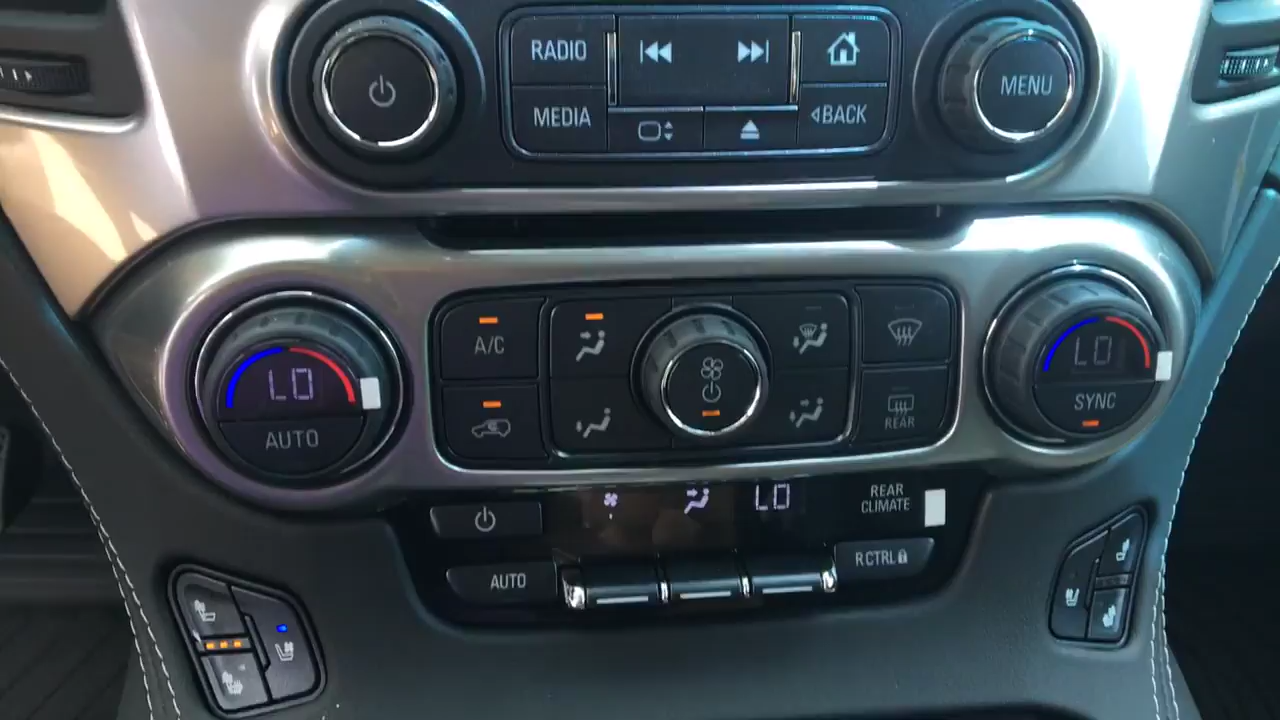 RADIO
MEDIA
BACK
MENU
A/C
LO
AUTO
REAR
LO
SYNC
LO
REAR
CLIMATE
AUTO
R CTRL